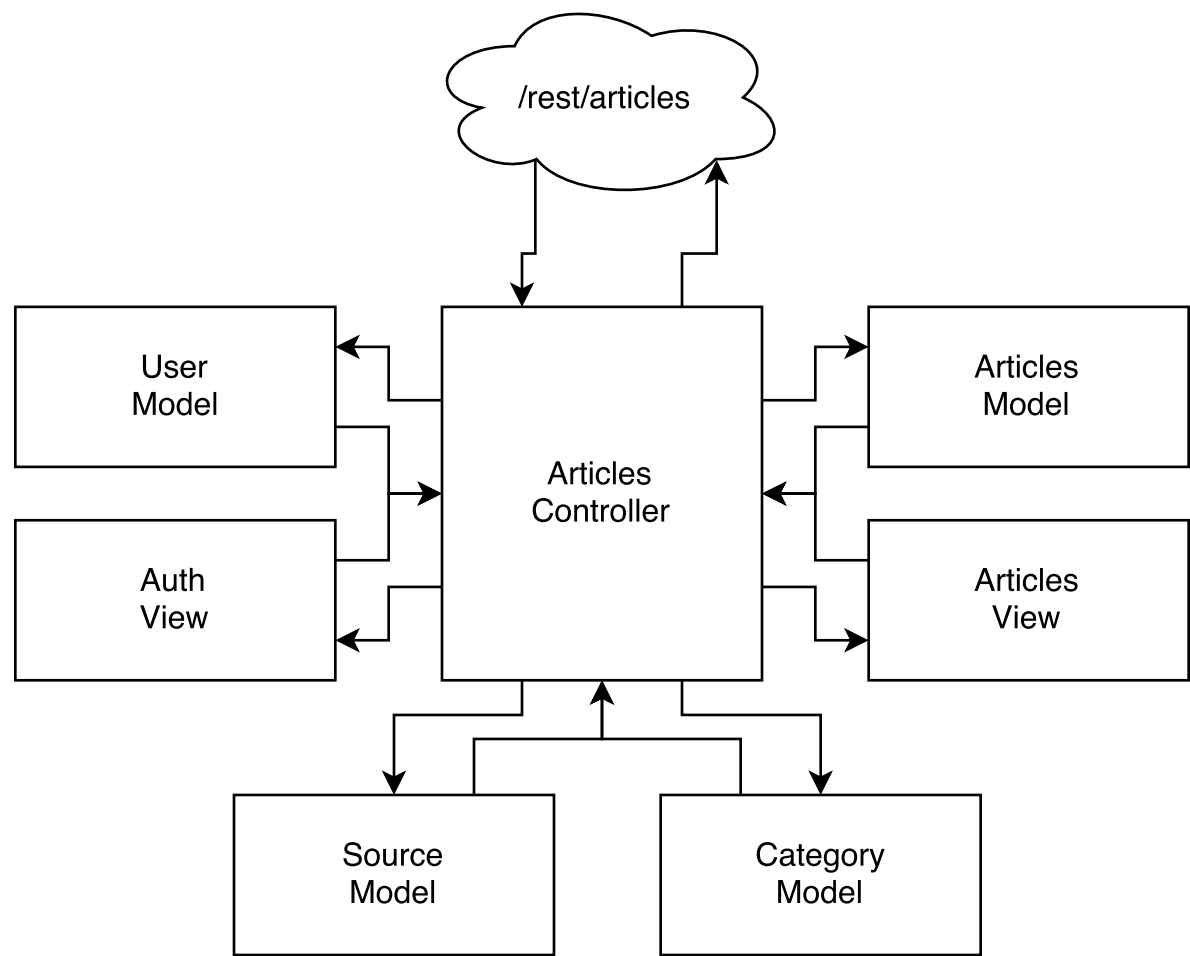 /rest/articles
User
Model
Articles
Model
Articles
Controller
Auth
View
Articles
View
Source
Model
Category
Model